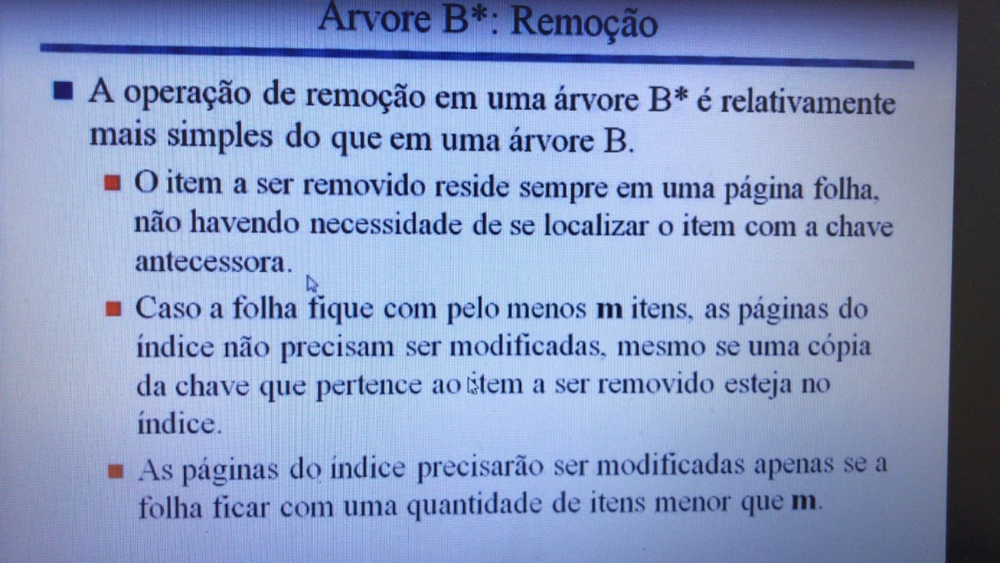 Árvore B*: Remoção
A operação de remoção em uma árvore B* é relativamente
mais simples do que em uma árvore B.
O item a ser removido reside sempre em uma página folha,
não havendo necessidade de se localizar o item com a chave
antecessora.
Caso a folha fique com pelo menos m itens, as páginas do
índice não precisam ser modificadas, mesmo se uma cópia
da chave que pertence ao item a ser removido esteja no
índice.
As páginas do índice precisarão ser modificadas apenas se a
folha ficar com uma quantidade de itens menor que m.